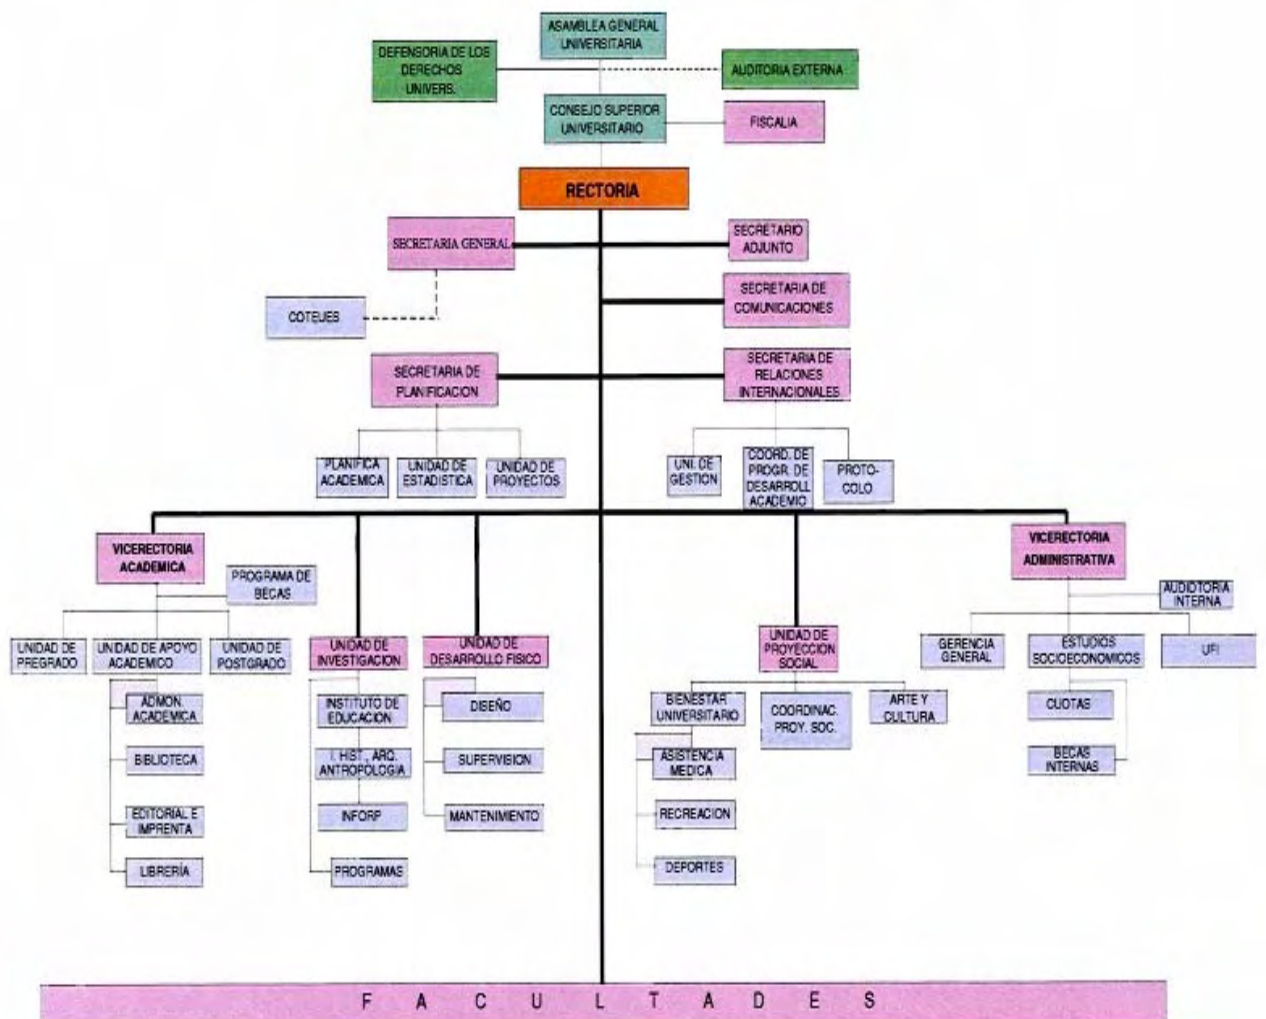 ASAMBLEA GENERAL
UNIVERSITARIA
DEFENSORIA DE LOS
DERECHOS
UNIVERS.
AUDITORIA EXTERNA
CONSEJO SUPERIOR
UNIVERSITARIO
FISCALIA
RECTORIA
SECRETARIA GENERAL
SECRETARIO
ADJUNTO
SECRETARIA DE
COMUNICACIONES
COTEUES
SECRETARIA DE
PLANIFICACION
SECRETARIA DE
RELACIONES
INTERNACIONALES
PLANIFICA
ACADEMICA
UNIDAD DE
ESTADISTICA
UNIDAD DE
PROYECTOS
UNI. DE
GESTION
COORD. DE
PROGR. DE
DESARROLL
ACADEMIO
PROTO-
COLO
VICERECTORIA
ACADEMICA
VICERECTORIA
ADMINISTRATIVA
PROGRAMA DE
BECAS
AUDIOTORIA
INTERNA
UNIDAD DE
PREGRADO
UNIDAD DE APOYO
ACADEMICO
UNIDAD DE
POSTGRADO
UNIDAD DE
INVESTIGACION
UNIDAD DE
DESARROLLO FISICO
UNIDAD DE
PROYECCION
SOCIAL
GERENCIA
GENERAL
ESTUDIOS
SOCIOECONOMICOS
UFI
ADMON.
ACADEMICA
BIBLIOTECA
EDITORIAL E
IMPRENTA
LIBRERÍA
INSTITUTO DE
EDUCACION
I. HIST., ARQ.
ANTROPOLOGIA
INFORP
PROGRAMAS
DISEÑO
SUPERVISION
MANTENIMIENTO
BIENESTAR
UNIVERSITARIO
COORDINAC.
PROY. SOC.
ARTE Y
CULTURA
ASISTENCIA
MEDICA
RECREACION
DEPORTES
CUOTAS
BECAS
INTERNAS
F A C U L T A D E S